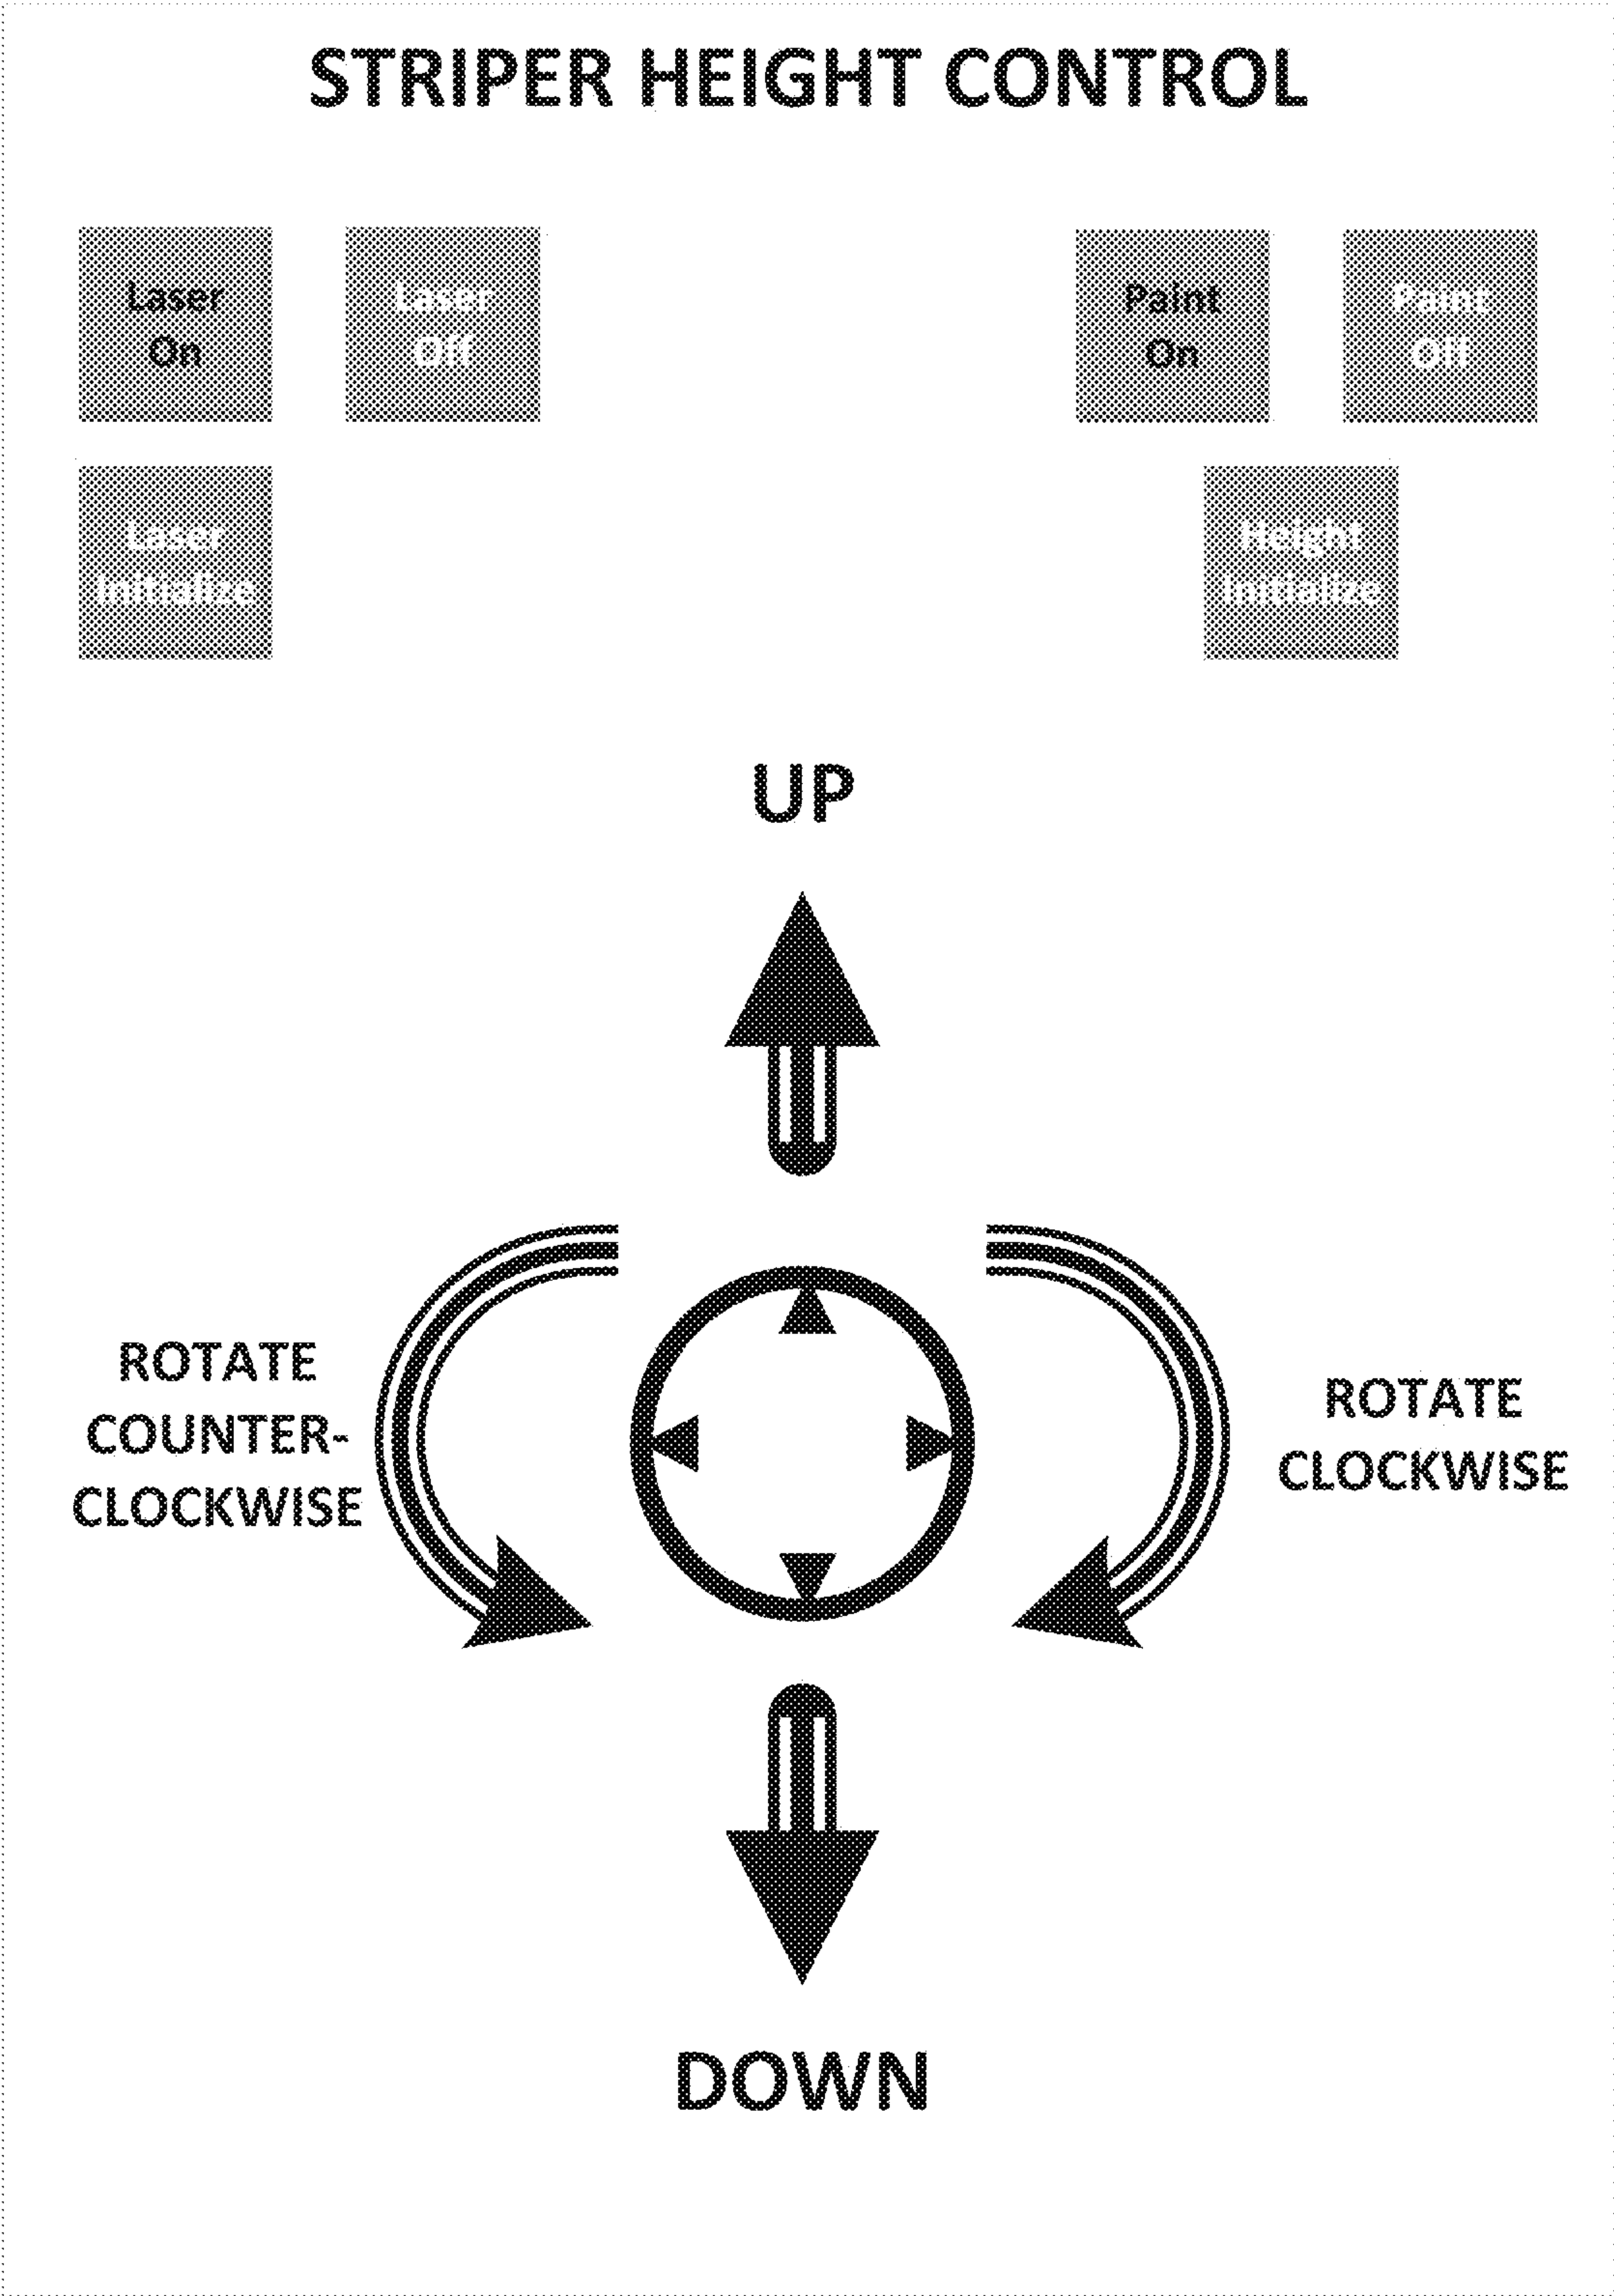 STRIPER HEIGHT CONTROL
Laser
On
Laser
Off
Paint
On
Paint
Off
Laser
Initialize
Height
Initialize
UP
ROTATE
COUNTER-
CLOCKWISE
ROTATE
CLOCKWISE
DOWN